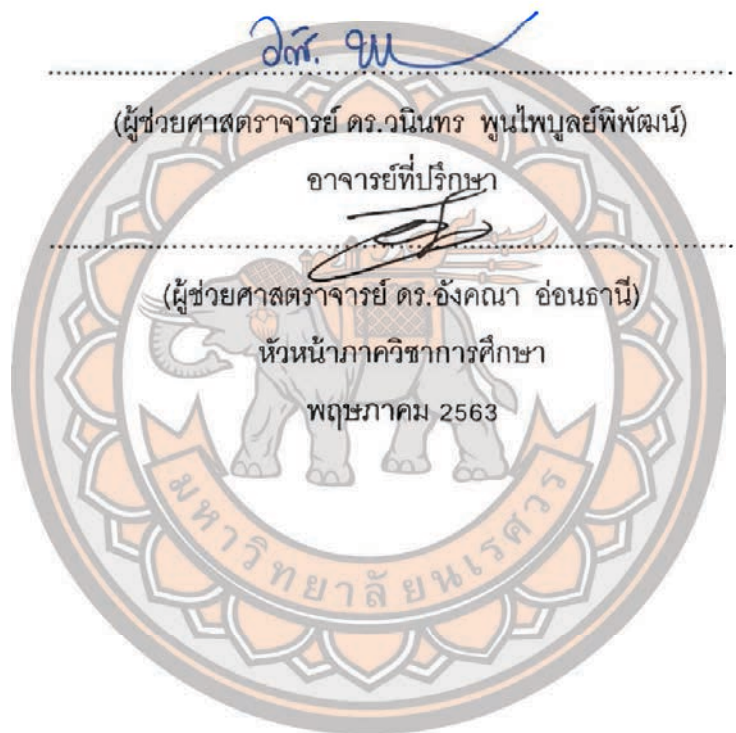 (ผู้ช่วยศาสตราจารย์ ดร.วนินทร พูนไพบูลย์พิพัฒน์)
อาจารย์ที่ปรึกษา
(ผู้ช่วยศาสตราจารย์ ดร.อังคณา อ่อนธานี)
หัวหน้าภาควิชาการศึกษา
พฤษภาคม 2563
มหาวิทยาลัยนเรศวร